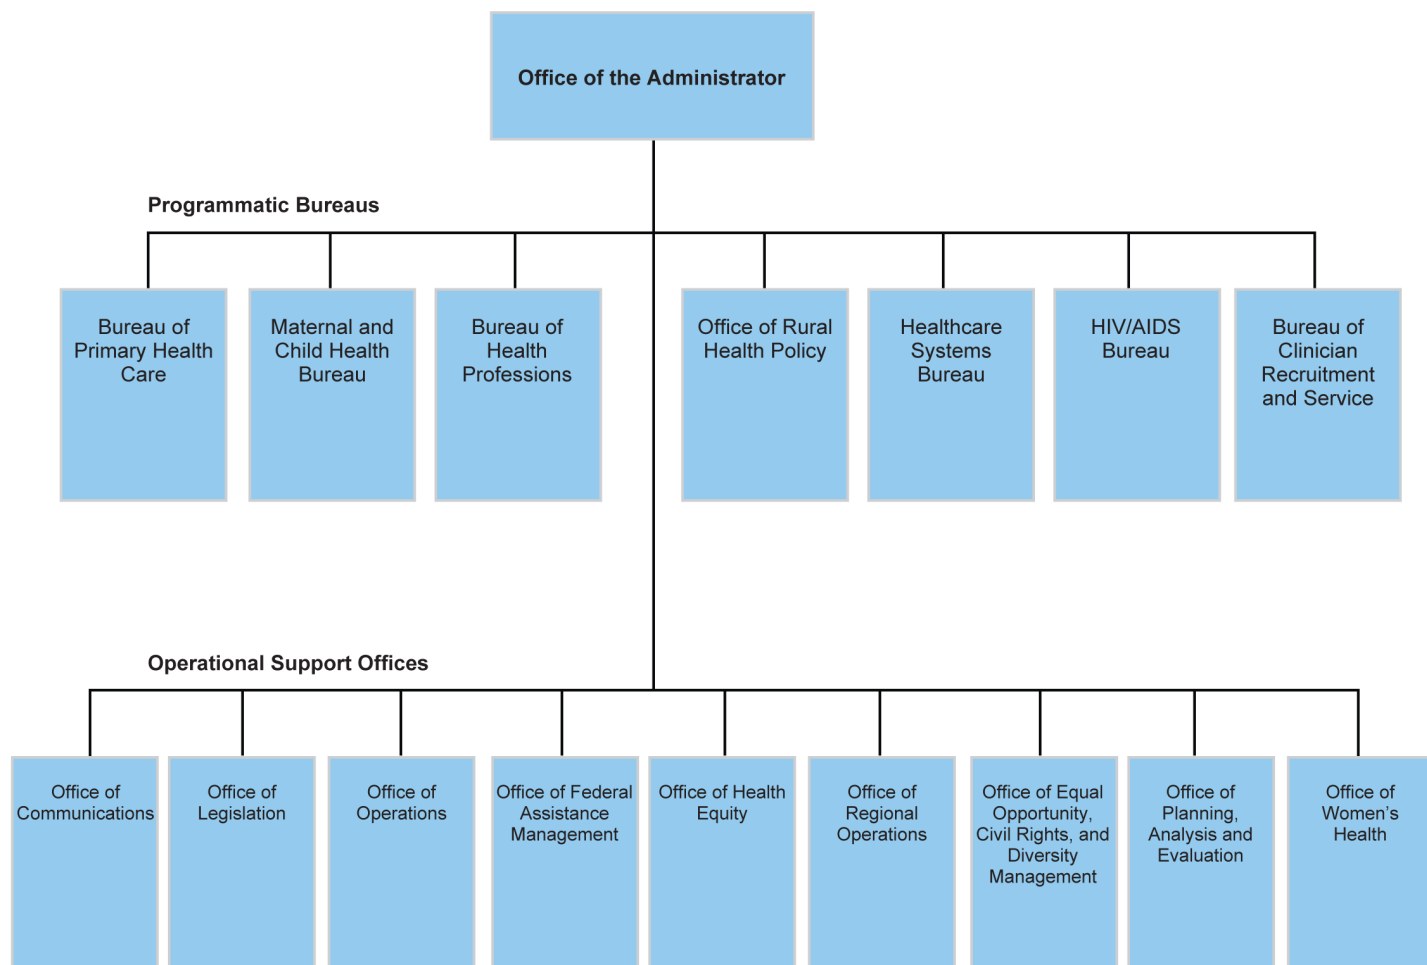 Office of the Administrator
Programmatic Bureaus
Bureau of
Primary Health
Care
Maternal and
Child Health
Bureau
Bureau of
Health
Professions
Office of Rural
Health Policy
Healthcare
Systems
Bureau
HIV/AIDS
Bureau
Bureau of
Clinician
Recruitment
and Service
Operational Support Offices
Office of
Communications
Office of
Legislation
Office of
Operations
Office of Federal
Assistance
Management
Office of Health
Equity
Office of
Regional
Operations
Office of Equal
Opportunity,
Civil Rights, and
Diversity
Management
Office of
Planning,
Analysis and
Evaluation
Office of
Women’s
Health